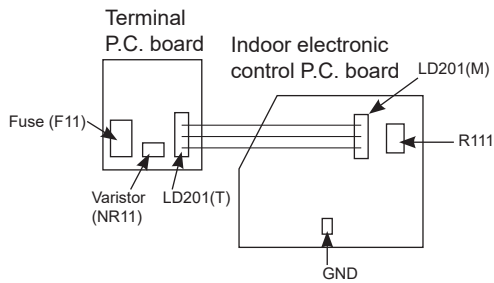 Terminal
P.C. board
Indoor electronic
control P.C. board
LD201(M)
Fuse (F11)
R111
Varistor
(NR11)
LD201(T)
GND